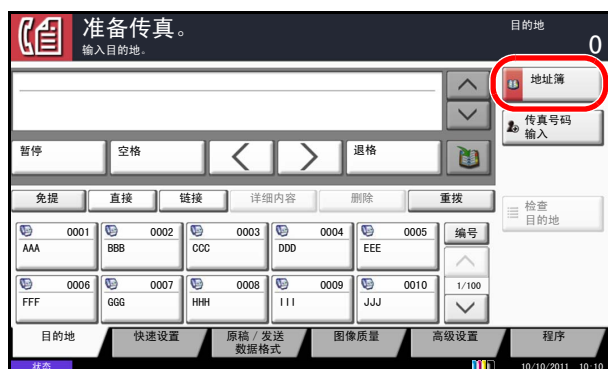 准备传真。
输入目的地。
目的地
0
地址簿
传真号码
输入
暂停
空格
退格
免提
直接
链接
详细内容
删除
重拨
检查
目的地
0001
AAA
0002
BBB
0003
CCC
0004
DDD
0005
EEE
编号
0006
FFF
0007
GGG
0008
HHH
0009
III
0010
JJJ
1/100
目的地
快速设置
原稿 / 发送
数据格式
图像质量
高级设置
程序
状态
10/10/2011 10:10